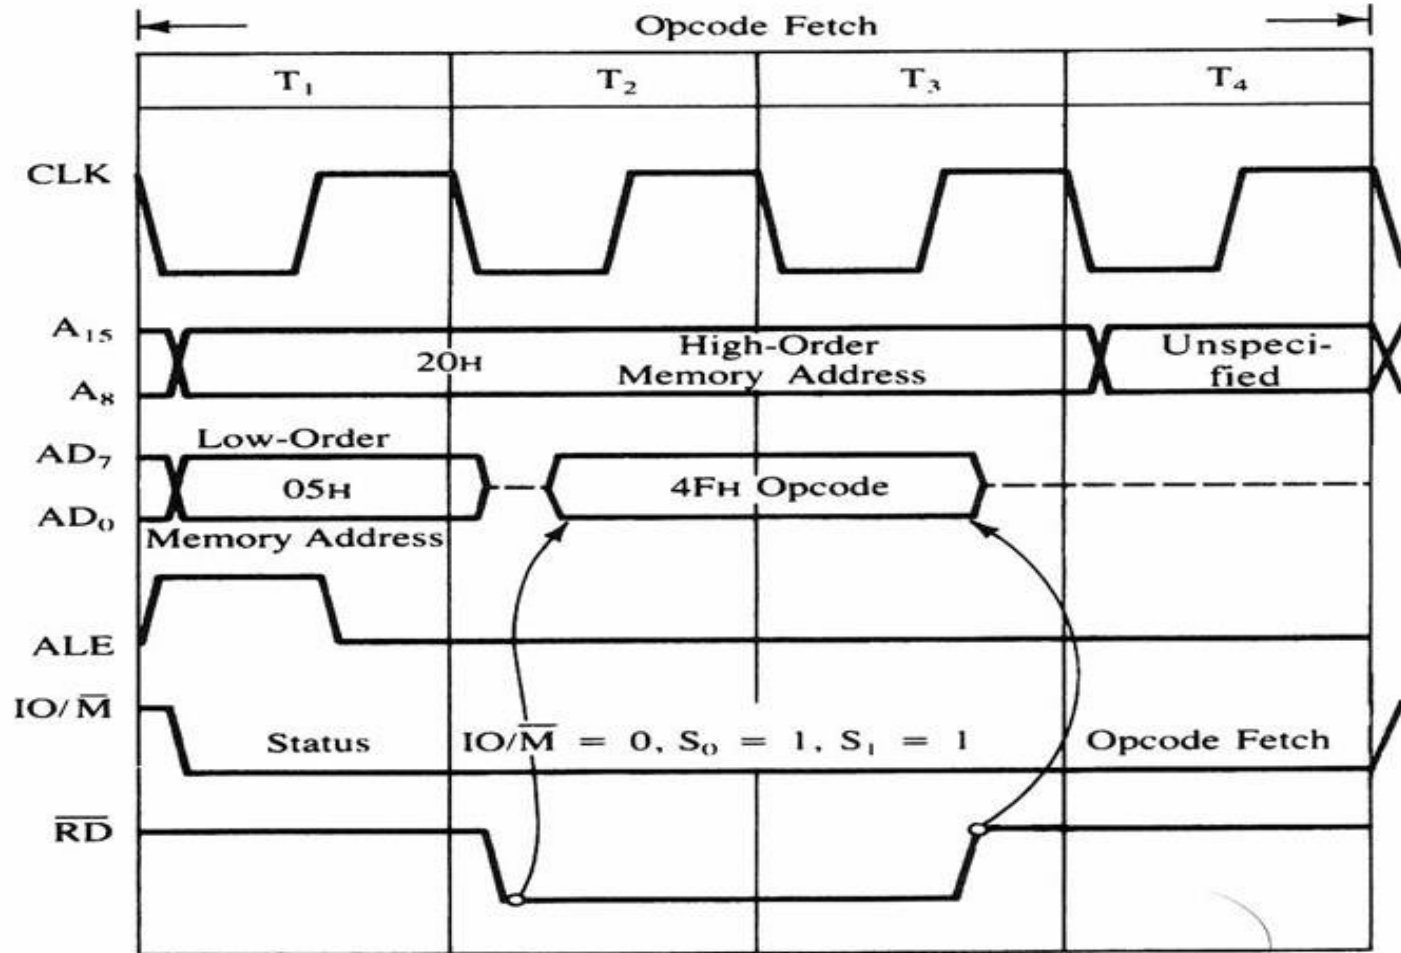 Opcode Fetch
T₁ T₂ T₃ T₄
CLK
A₁₅
High-Order
Unspeci-
20H
Memory Address
fied
A₈
Low-Order
AD₇
05H
4FH Opcode
AD₀
Memory Address
ALE
IO/M̅
Status IO/M̅ = 0, S₀ = 1, S₁ = 1 Opcode Fetch
R̅D̅